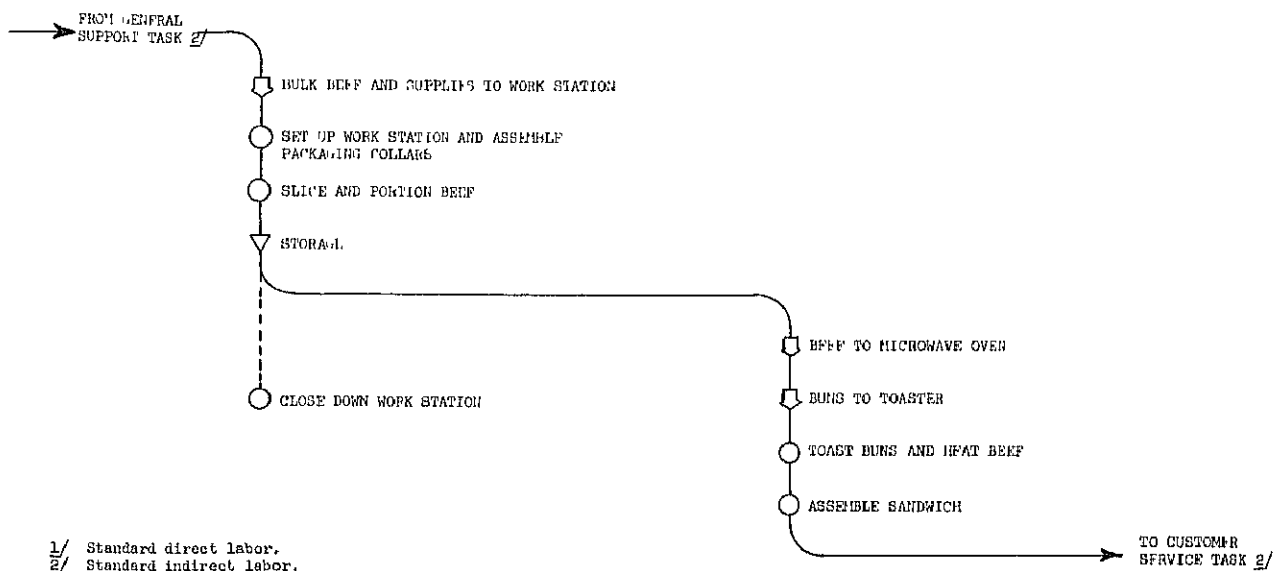 FROM GENERAL
SUPPORT TASK 2/
BULK BEEF AND SUPPLIES TO WORK STATION
SET UP WORK STATION AND ASSEMBLE
PACKAGING COLLARS
SLICE AND PORTION BEEF
STORAGE
BEEF TO MICROWAVE OVEN
BUNS TO TOASTER
CLOSE DOWN WORK STATION
TOAST BUNS AND HEAT BEEF
ASSEMBLE SANDWICH
1/ Standard direct labor.
2/ Standard indirect labor.
TO CUSTOMER
SERVICE TASK 2/